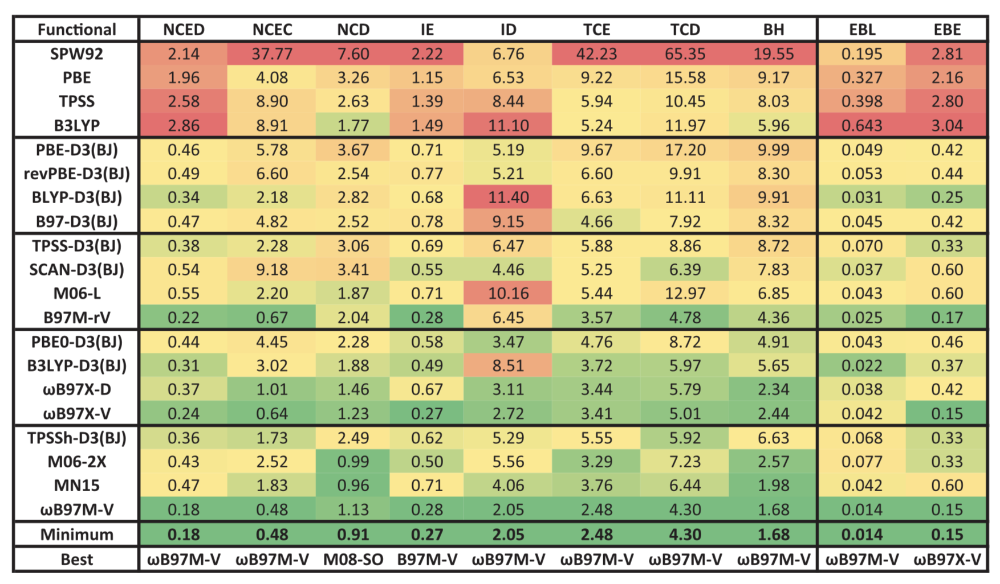 Functional NCED NCEC NCD IE ID TCE TCD BH EBL EBE
SPW92 2.14 37.77 7.60 2.22 6.76 42.23 65.35 19.55 0.195 2.81
PBE 1.96 4.08 3.26 1.15 6.53 9.22 15.58 9.17 0.327 2.16
TPSS 2.58 8.90 2.63 1.39 8.44 5.94 10.45 8.03 0.398 2.80
B3LYP 2.86 8.91 1.77 1.49 11.10 5.24 11.97 5.96 0.643 3.04
PBE-D3(BJ) 0.46 5.78 3.67 0.71 5.19 9.67 17.20 9.99 0.049 0.42
revPBE-D3(BJ) 0.49 6.60 2.54 0.77 5.21 6.60 9.91 8.30 0.053 0.44
BLYP-D3(BJ) 0.34 2.18 2.82 0.68 11.40 6.63 11.11 9.91 0.031 0.25
B97-D3(BJ) 0.47 4.82 2.52 0.78 9.15 4.66 7.92 8.32 0.045 0.42
TPSS-D3(BJ) 0.38 2.28 3.06 0.69 6.47 5.88 8.86 8.72 0.070 0.33
SCAN-D3(BJ) 0.54 9.18 3.41 0.55 4.46 5.25 6.39 7.83 0.037 0.60
M06-L 0.55 2.20 1.87 0.71 10.16 5.44 12.97 6.85 0.043 0.60
B97M-rV 0.22 0.67 2.04 0.28 6.45 3.57 4.78 4.36 0.025 0.17
PBE0-D3(BJ) 0.44 4.45 2.28 0.58 3.47 4.76 8.72 4.91 0.043 0.46
B3LYP-D3(BJ) 0.31 3.02 1.88 0.49 8.51 3.72 5.97 5.65 0.022 0.37
ωB97X-D 0.37 1.01 1.46 0.67 3.11 3.44 5.79 2.34 0.038 0.42
ωB97X-V 0.24 0.64 1.23 0.27 2.72 3.41 5.01 2.44 0.042 0.15
TPSSh-D3(BJ) 0.36 1.73 2.49 0.62 5.29 5.55 5.92 6.63 0.068 0.33
M06-2X 0.43 2.52 0.99 0.50 5.56 3.29 7.23 2.57 0.077 0.33
MN15 0.47 1.83 0.96 0.71 4.06 3.76 6.44 1.98 0.042 0.60
ωB97M-V 0.18 0.48 1.13 0.28 2.05 2.48 4.30 1.68 0.014 0.15
Minimum 0.18 0.48 0.91 0.27 2.05 2.48 4.30 1.68 0.014 0.15
Best ωB97M-V ωB97M-V M08-SO B97M-V ωB97M-V ωB97M-V ωB97M-V ωB97M-V ωB97M-V ωB97X-V